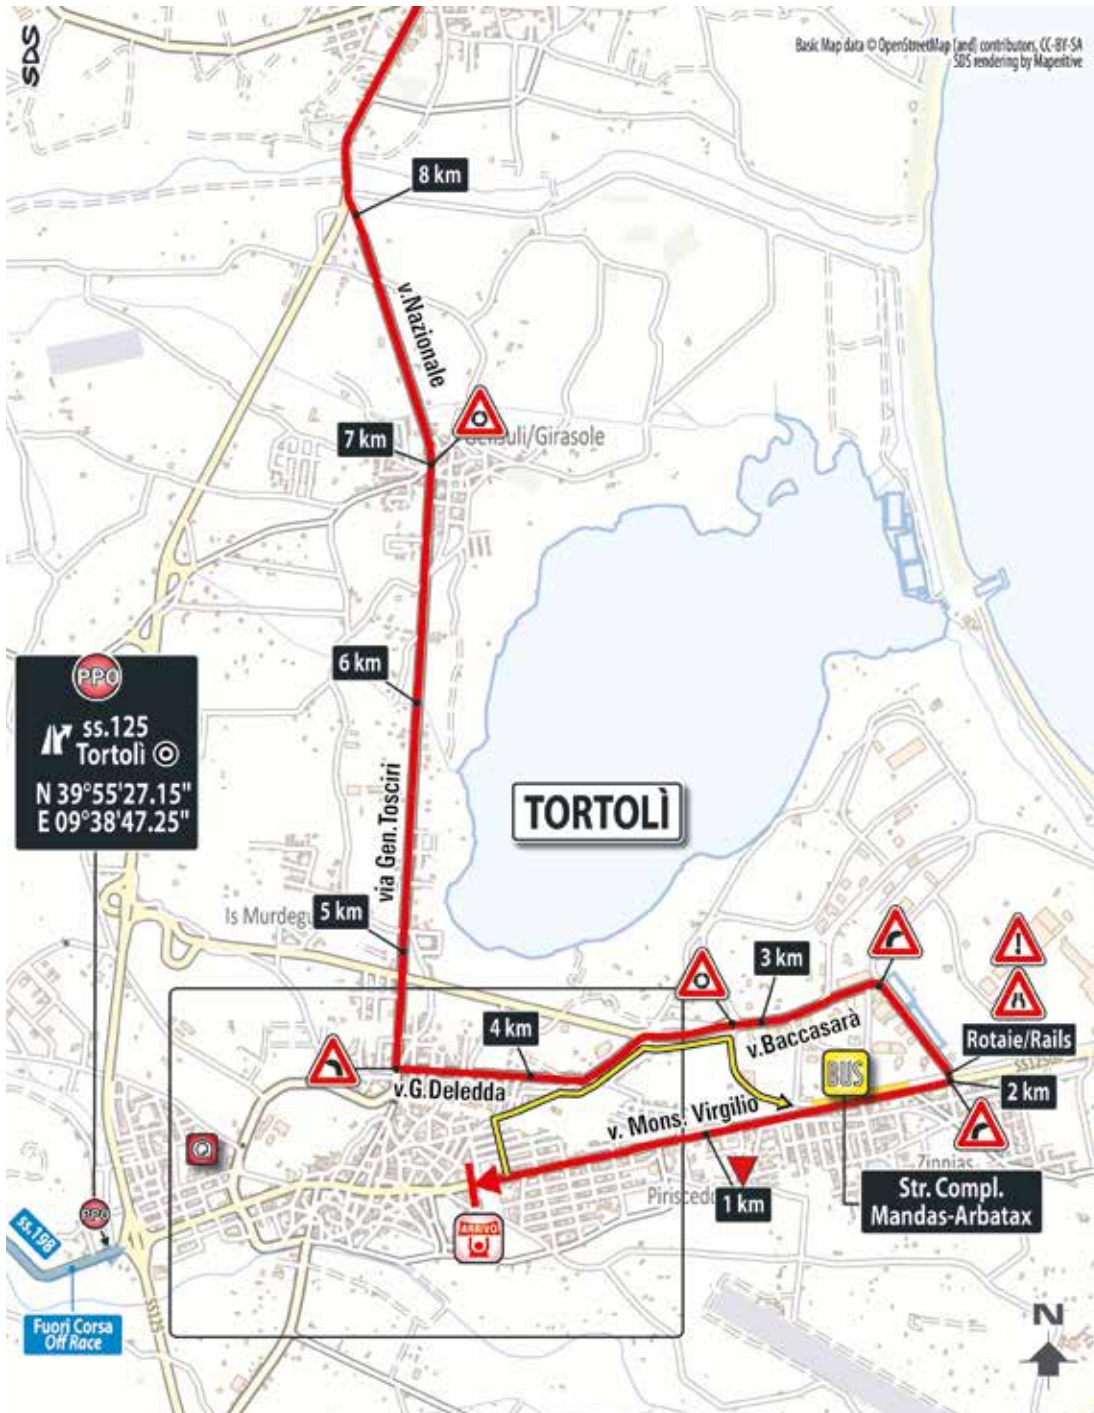 SDS
Basic Map data © OpenStreetMap (and) contributors, CC-BY-SA
SDS rendering by Maperitive
8 km
v.Nazionale
7 km
/Girasole
6 km
PPO
ss.125
Tortolì
N 39°55'27.15"
E 09°38'47.25"
via Gen.Tosciri
TORTOLÌ
Is Murdegu
5 km
3 km
4 km
v.Baccasarà
Rotaie/Rails
v.G.Deledda
BUS
SS125
2 km
v. Mons. Virgilio
Zinnias
Str. Compl.
Mandas-Arbatax
1 km
ARRIVO
PPO
ss.198
Fuori Corsa
Off Race
SS125
N